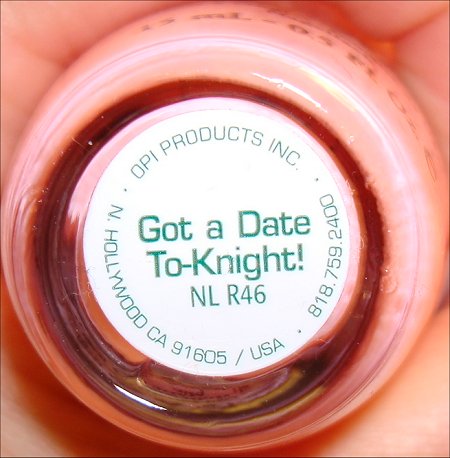 OPI PRODUCTS INC.
Got a Date
To-Knight!
NL R46
N. HOLLYWOOD CA 91605 / USA
818.759.2400